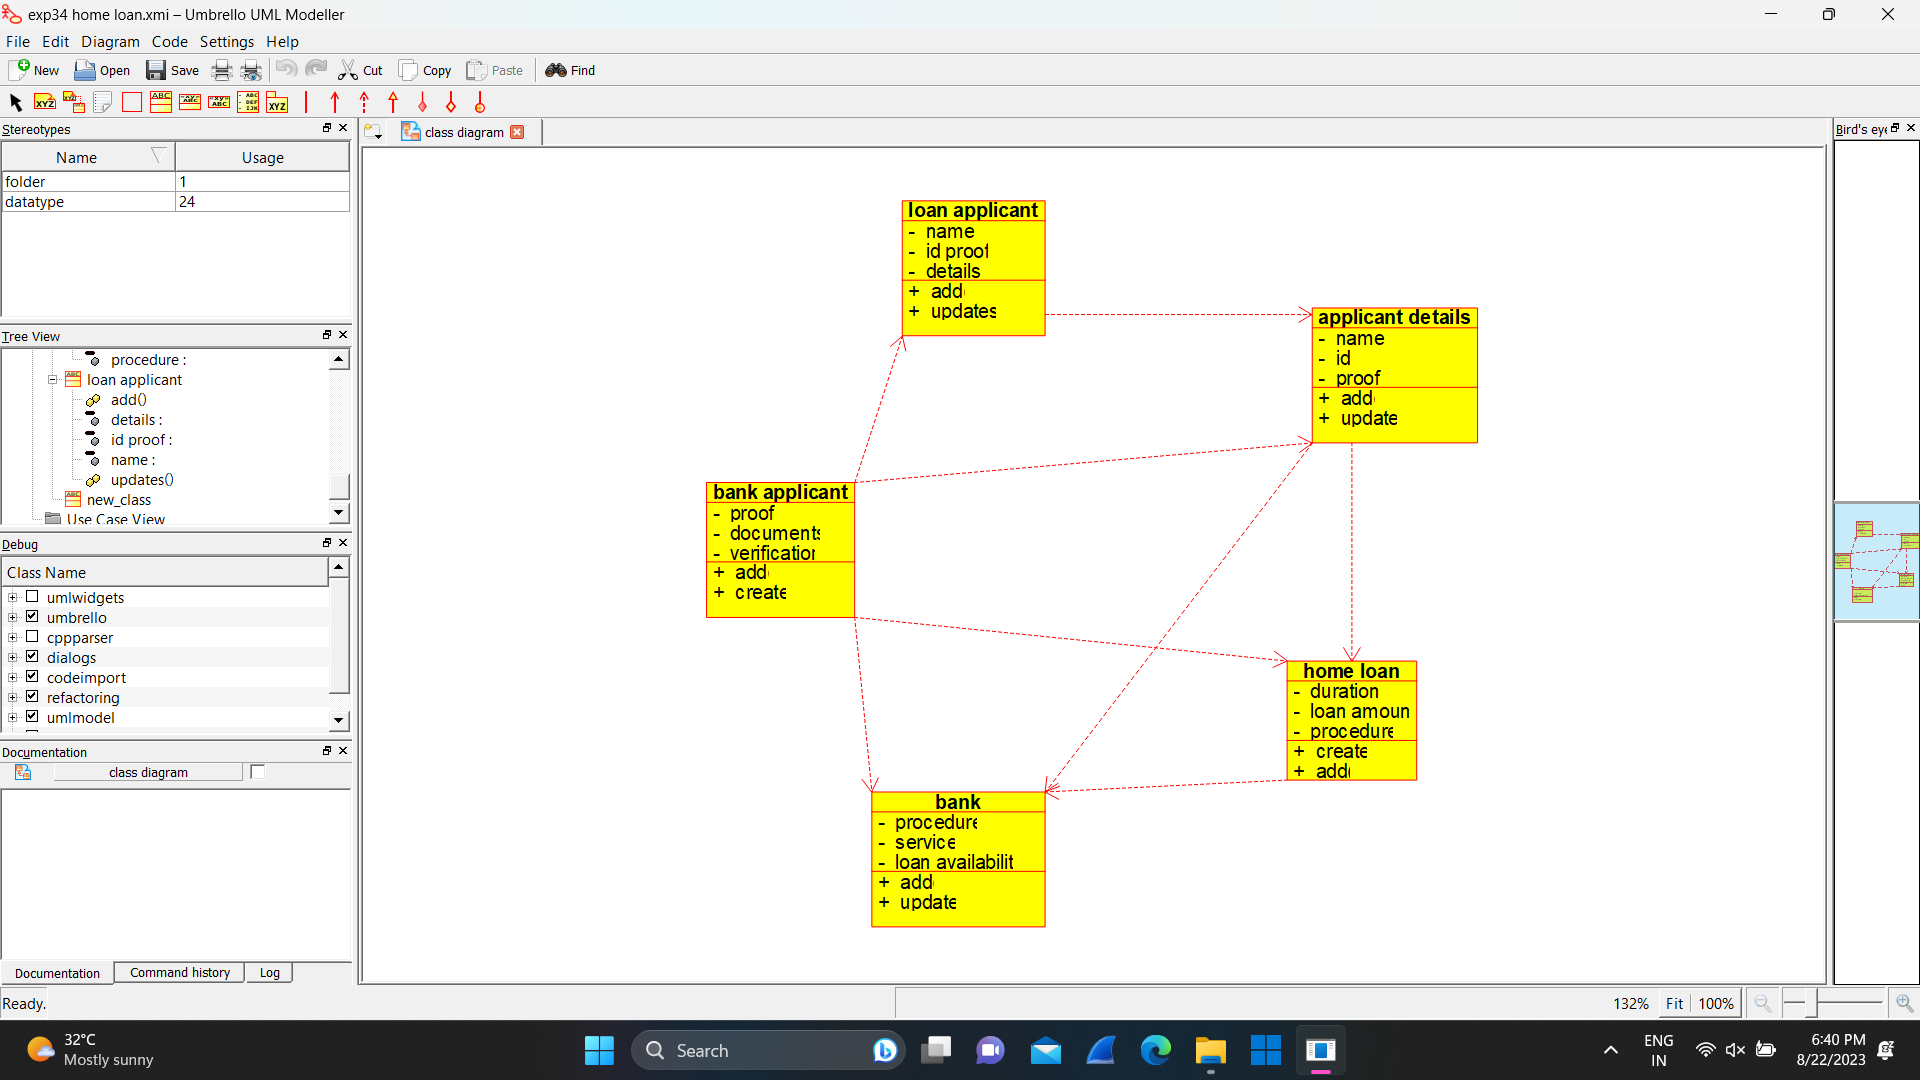 exp34 home loan.xmi – Umbrello UML Modeller
File Edit Diagram Code Settings Help
New Open Save Cut Copy Paste Find
Stereotypes
Name Usage
folder 1
datatype 24
Tree View
procedure :
loan applicant
add()
details :
id proof :
name :
updates()
new_class
Use Case View
Debug
Class Name
umlwidgets
umbrello
cppparser
dialogs
codeimport
refactoring
umlmodel
Documentation
class diagram
Documentation Command history Log
Ready.
class diagram
loan applicant
- name
- id proof
- details
+ add
+ updates
applicant details
- name
- id
- proof
+ add
+ update
bank applicant
- proof
- documents
- verification
+ add
+ create
home loan
- duration
- loan amoun
- procedure
+ create
+ add(
bank
- procedure
- service
- loan availabilit
+ add
+ update
Bird's eye
132% Fit 100%
32°C
Mostly sunny
Search
ENG
IN
6:40 PM
8/22/2023